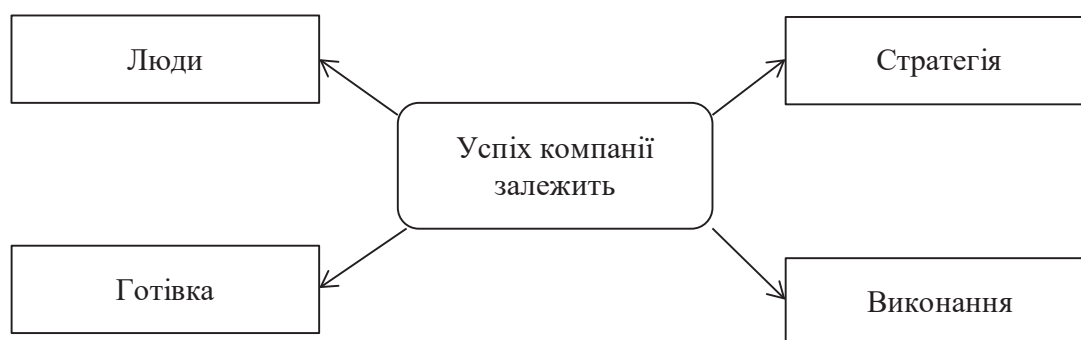 Люди
Стратегія
Успіх компанії
залежить
Готівка
Виконання